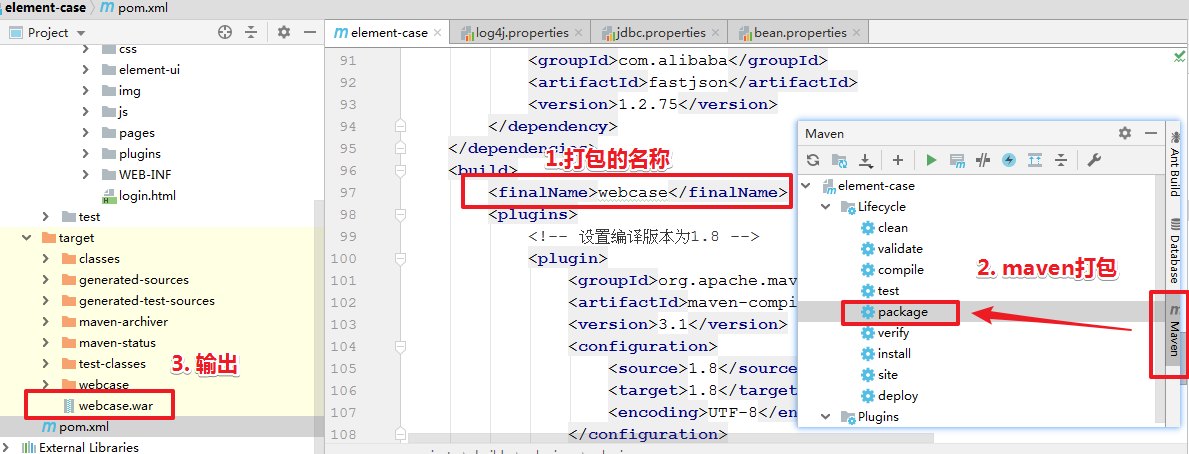 element-case
pom.xml
Project
css
element-ui
img
js
pages
plugins
WEB-INF
login.html
test
target
classes
generated-sources
generated-test-sources
maven-archiver
maven-status
test-classes
webcase
webcase.war
pom.xml
External Libraries
3. 输出
element-case
log4j.properties
jdbc.properties
bean.properties
91 <groupId>com.alibaba</groupId>
92 <artifactId>fastjson</artifactId>
93 <version>1.2.75</version>
94 </dependency>
95 </dependencies>
96 <build>
97 <finalName>webcase</finalName>
98 <plugins>
99 <!-- 设置编译版本为1.8 -->
100 <plugin>
101 <groupId>org.apache.mav
102 <artifactId>maven-compi
103 <version>3.1</version>
104 <configuration>
105 <source>1.8</source
106 <target>1.8</target
107 <encoding>UTF-8</en
108 </configuration>
1.打包的名称
Maven
element-case
Lifecycle
clean
validate
compile
test
package
verify
install
site
deploy
Plugins
2. maven打包
Ant Build
Database
Maven